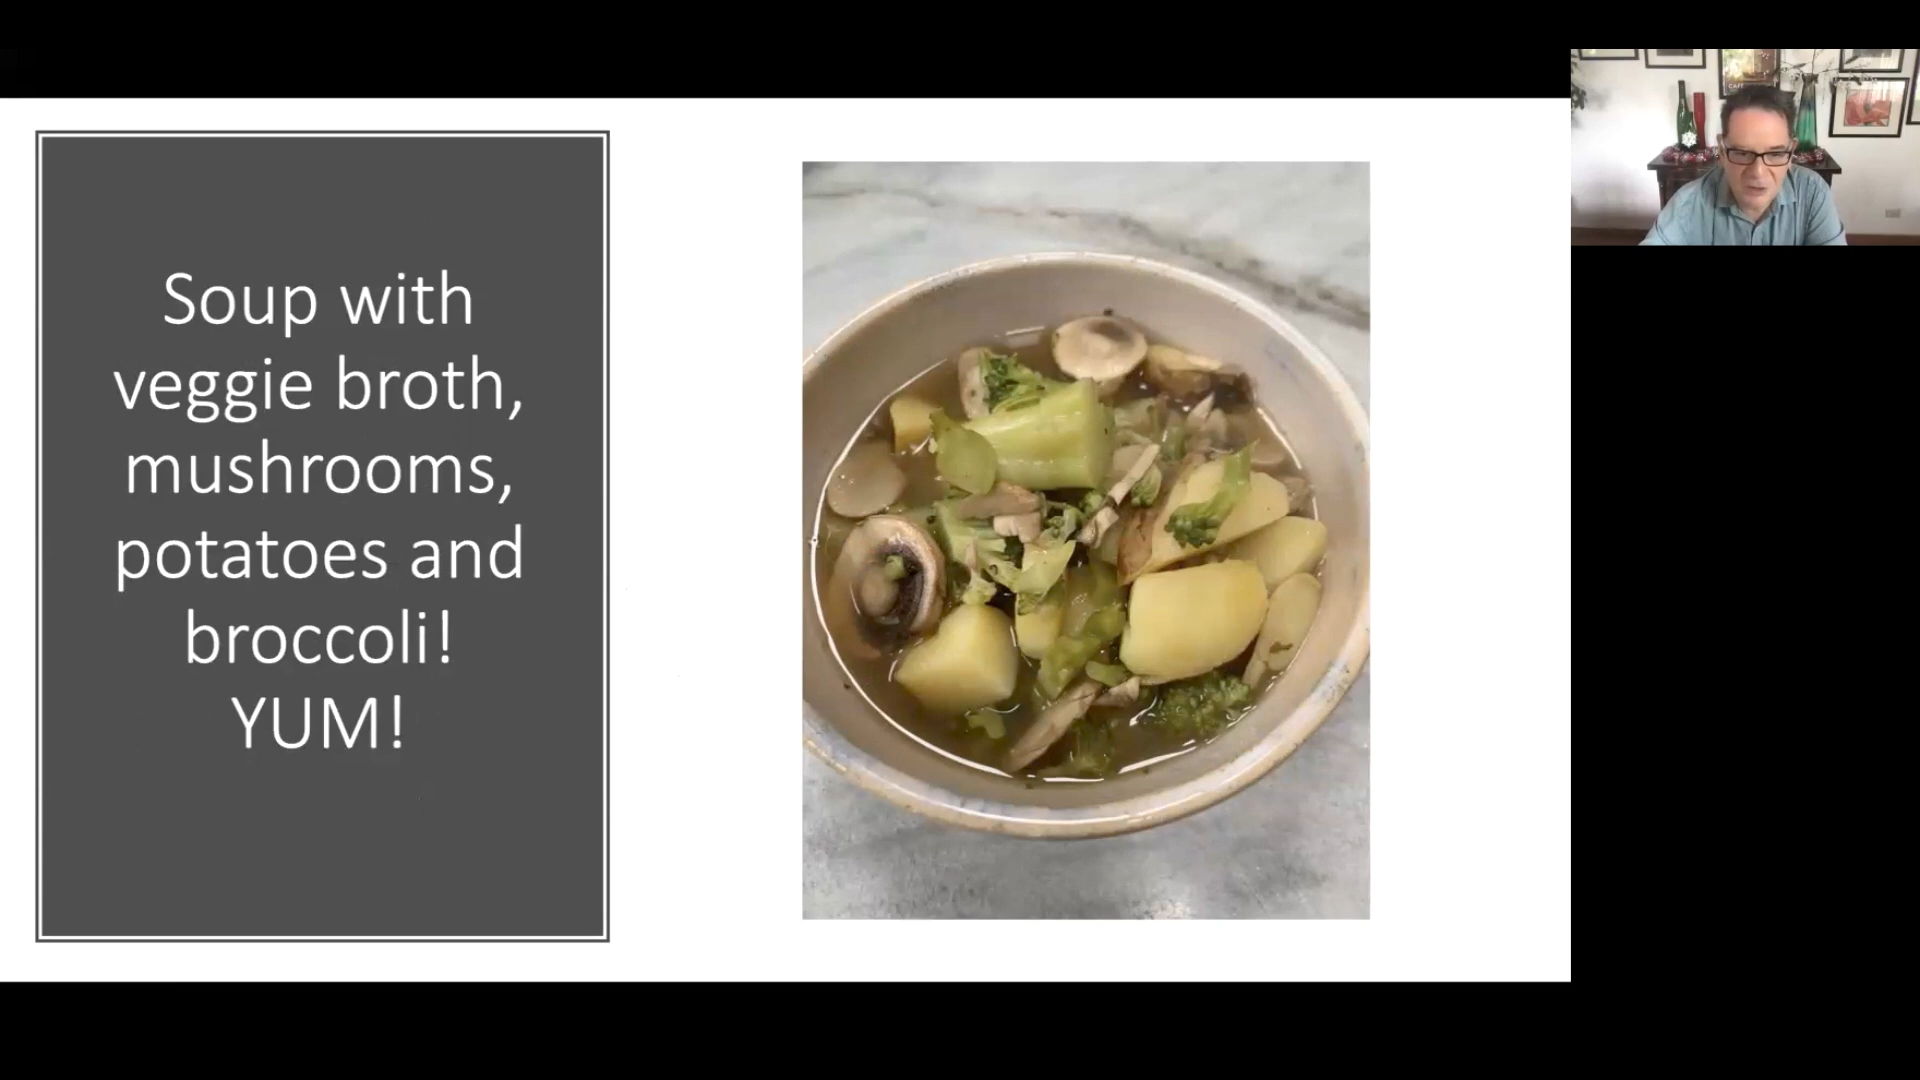 Soup with
veggie broth,
mushrooms,
potatoes and
broccoli!
YUM!